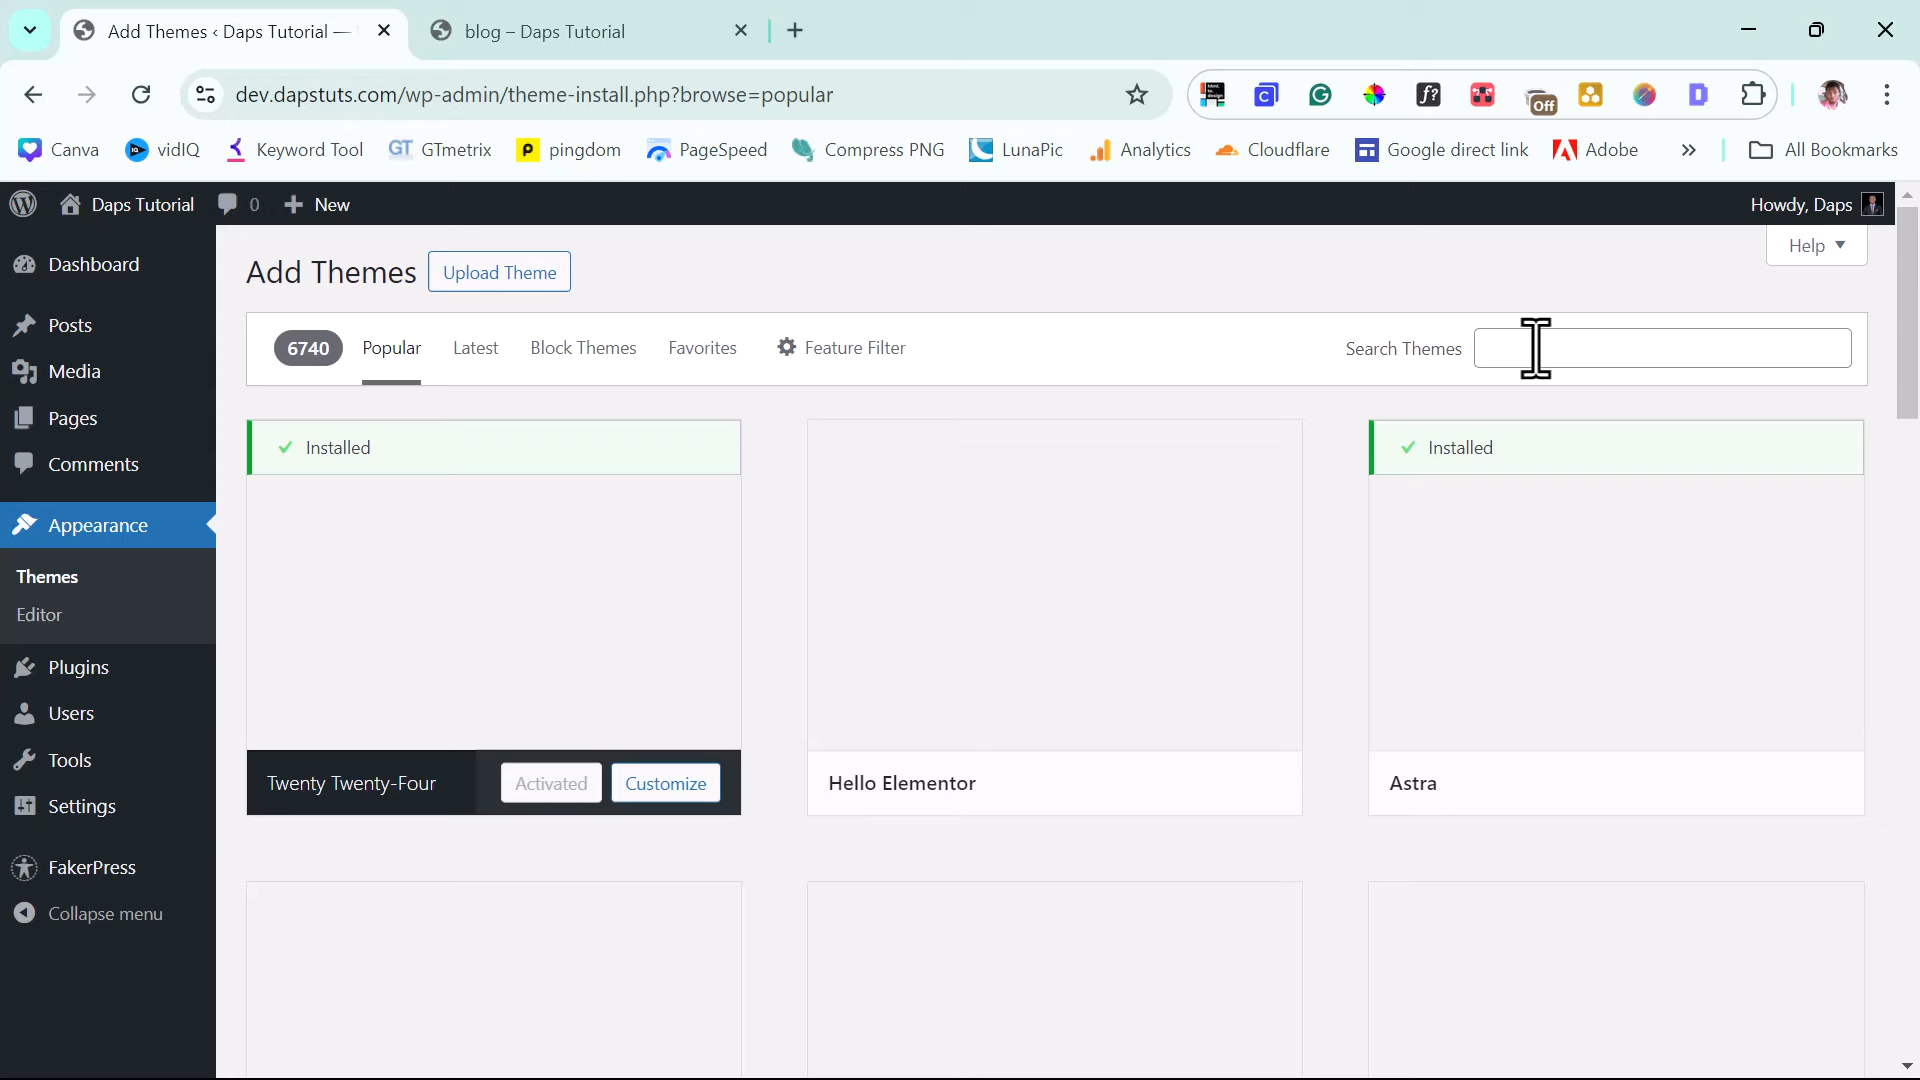 Add Themes ‹ Daps Tutorial —
blog – Daps Tutorial
dev.dapstuts.com/wp-admin/theme-install.php?browse=popular
Off
Canva
vidIQ
Keyword Tool
GTmetrix
pingdom
PageSpeed
Compress PNG
LunaPic
Analytics
Cloudflare
Google direct link
Adobe
All Bookmarks
Daps Tutorial
0
New
Howdy, Daps
Dashboard
Posts
Media
Pages
Comments
Appearance
Themes
Editor
Plugins
Users
Tools
Settings
FakerPress
Collapse menu
Help
Add Themes
Upload Theme
6740
Popular
Latest
Block Themes
Favorites
Feature Filter
Search Themes
Installed
Installed
Twenty Twenty-Four
Activated
Customize
Hello Elementor
Astra